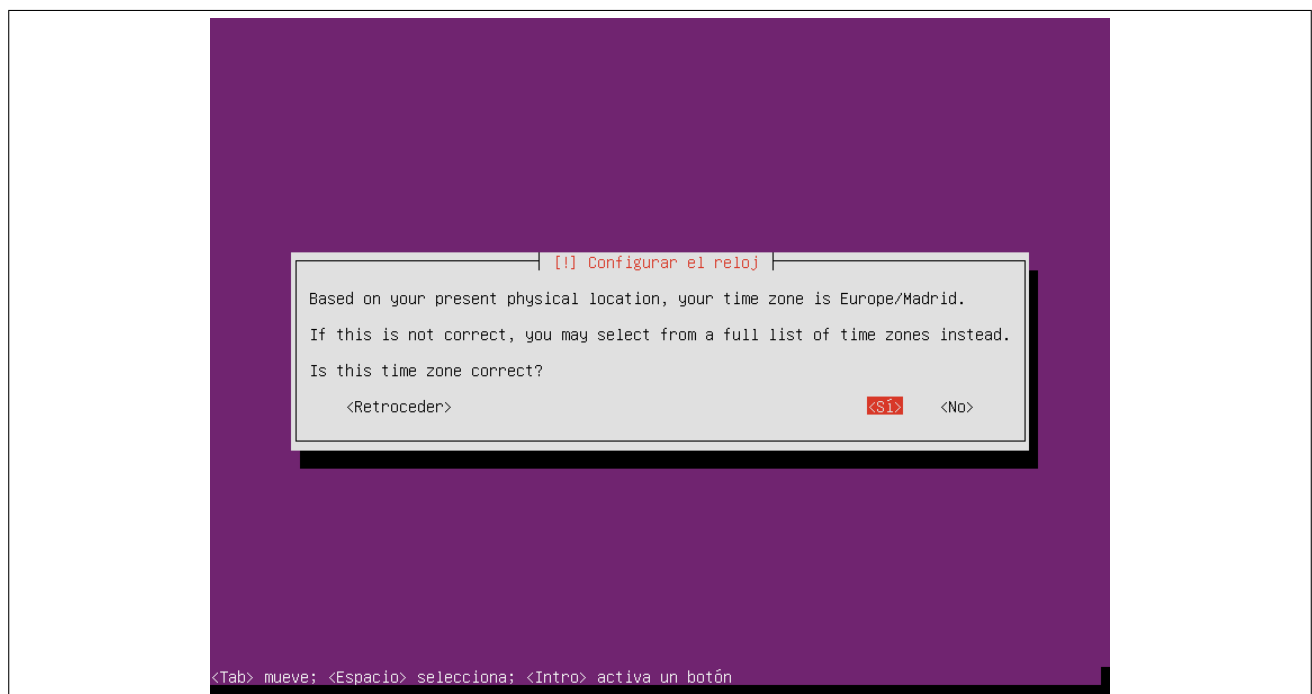 [!] Configurar el reloj
Based on your present physical location, your time zone is Europe/Madrid.
If this is not correct, you may select from a full list of time zones instead.
Is this time zone correct?
<Retroceder> <Sí> <No>
<Tab> mueve; <Espacio> selecciona; <Intro> activa un botón